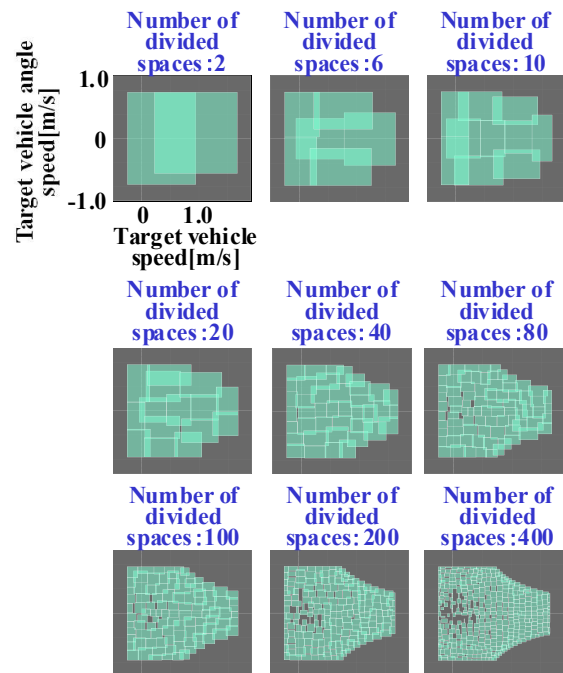 Number of
divided
spaces:2
Number of
divided
spaces:6
Number of
divided
spaces:10
Target vehicle angle
speed[m/s]
1.0
0
-1.0
0
1.0
Target vehicle
speed[m/s]
Number of
divided
spaces:20
Number of
divided
spaces:40
Number of
divided
spaces:80
Number of
divided
spaces:100
Number of
divided
spaces:200
Number of
divided
spaces:400